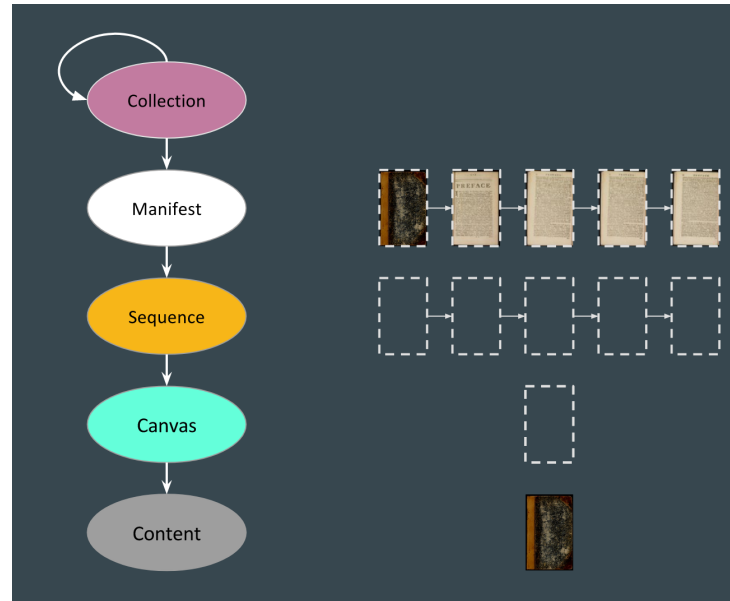 Collection
Manifest
PREFACE
Sequence
Canvas
Content